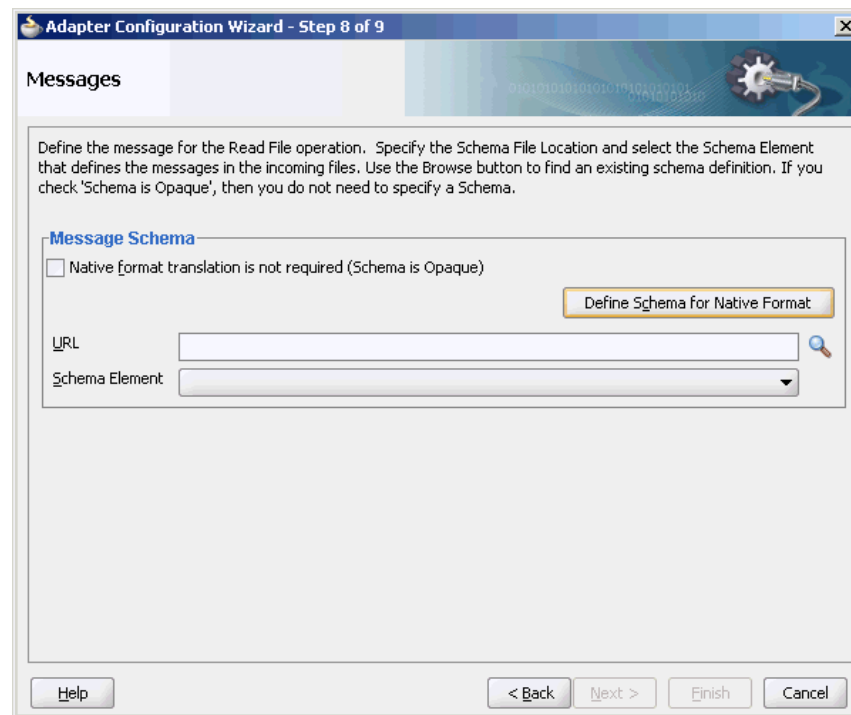 Adapter Configuration Wizard - Step 8 of 9
Messages
Define the message for the Read File operation.  Specify the Schema File Location and select the Schema Element
that defines the messages in the incoming files. Use the Browse button to find an existing schema definition. If you
check 'Schema is Opaque', then you do not need to specify a Schema.
Message Schema
Native format translation is not required (Schema is Opaque)
Define Schema for Native Format
URL
Schema Element
Help
< Back
Next >
Finish
Cancel